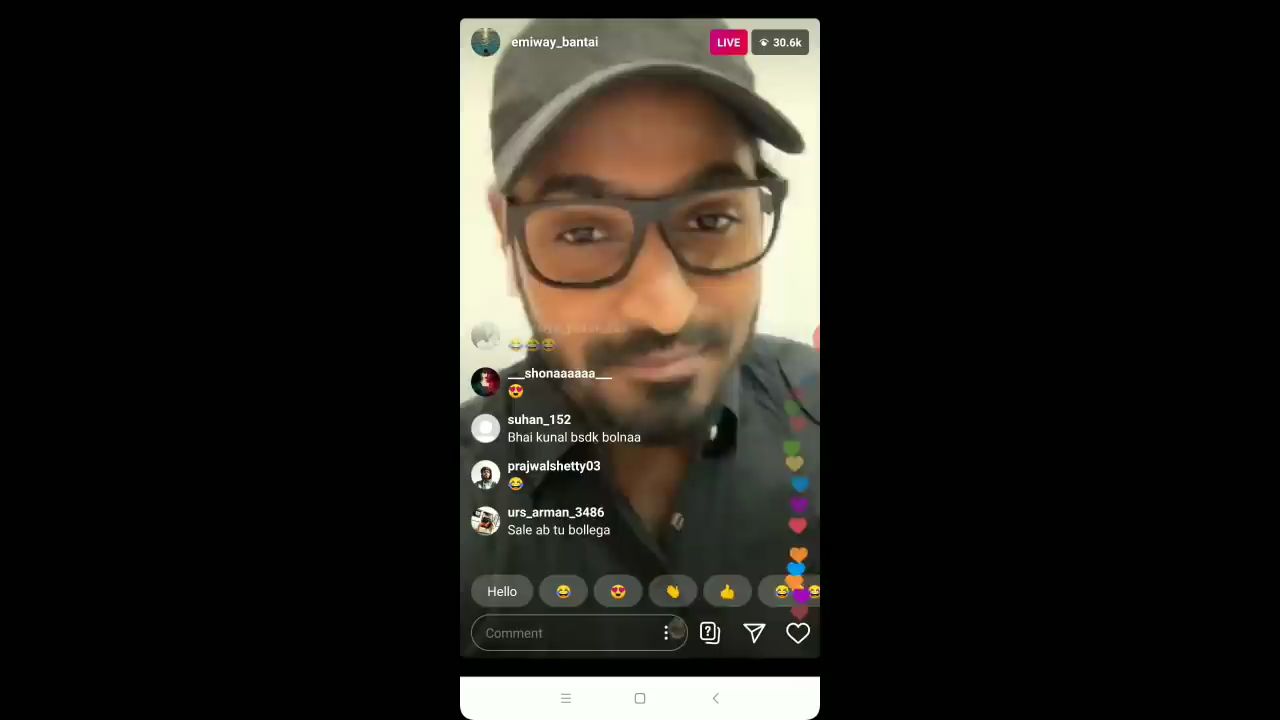 emiway_bantai
LIVE
30.6k
___shonaaaaaa___
suhan_152
Bhai kunal bsdk bolnaa
prajwalshetty03
urs_arman_3486
Sale ab tu bollega
Hello
Comment